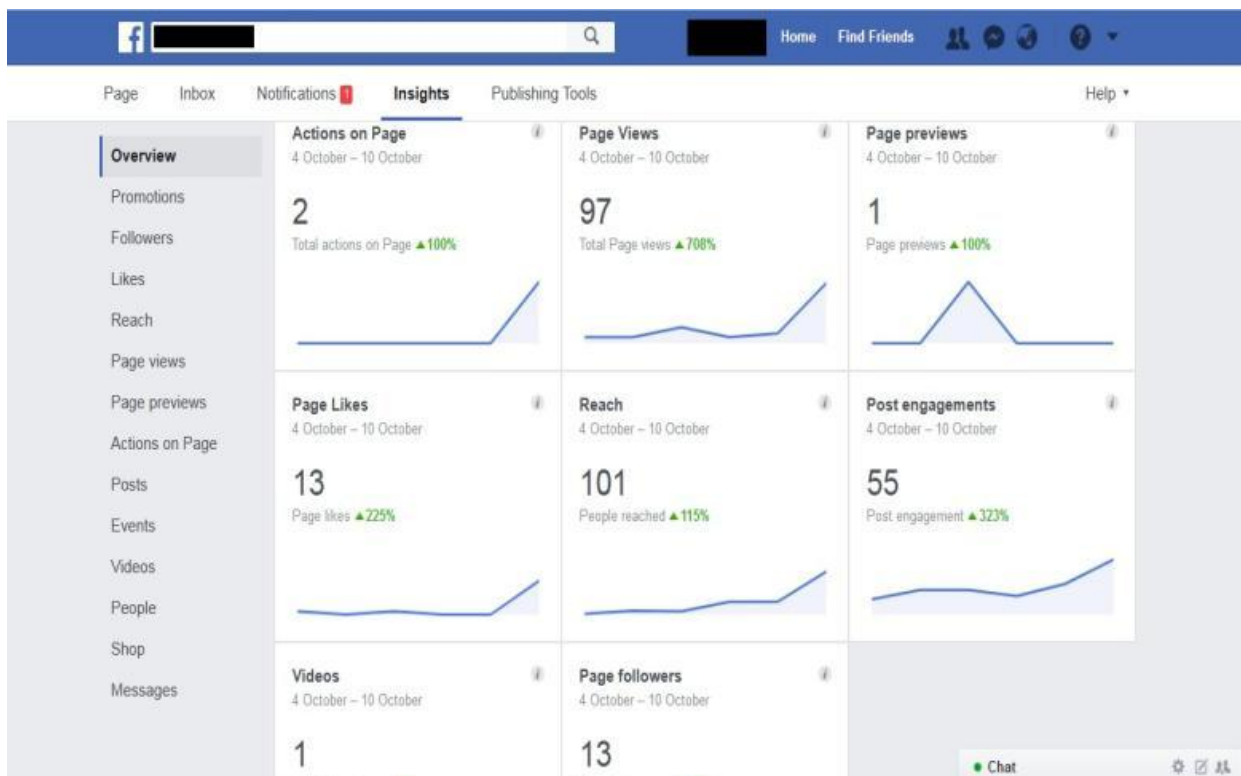 f
Home Find Friends
Page Inbox Notifications 1 Insights Publishing Tools Help
Overview
Promotions
Followers
Likes
Reach
Page views
Page previews
Actions on Page
Posts
Events
Videos
People
Shop
Messages
Actions on Page
4 October – 10 October
2
Total actions on Page ▲100%
Page Views
4 October – 10 October
97
Total Page views ▲708%
Page previews
4 October – 10 October
1
Page previews ▲100%
Page Likes
4 October – 10 October
13
Page likes ▲225%
Reach
4 October – 10 October
101
People reached ▲115%
Post engagements
4 October – 10 October
55
Post engagement ▲323%
Videos
4 October – 10 October
1
Page followers
4 October – 10 October
13
Chat